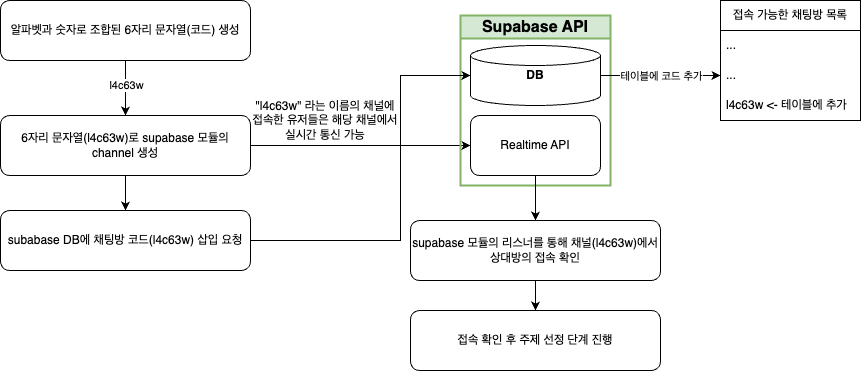 알파벳과 숫자로 조합된 6자리 문자열(코드) 생성
l4c63w
6자리 문자열(l4c63w)로 supabase 모듈의
channel 생성
subabase DB에 채팅방 코드(l4c63w) 삽입 요청
"l4c63w" 라는 이름의 채널에
접속한 유저들은 해당 채널에서
실시간 통신 가능
Supabase API
DB
Realtime API
테이블에 코드 추가
접속 가능한 채팅방 목록
...
...
l4c63w <- 테이블에 추가
supabase 모듈의 리스너를 통해 채널(l4c63w)에서
상대방의 접속 확인
접속 확인 후 주제 선정 단계 진행